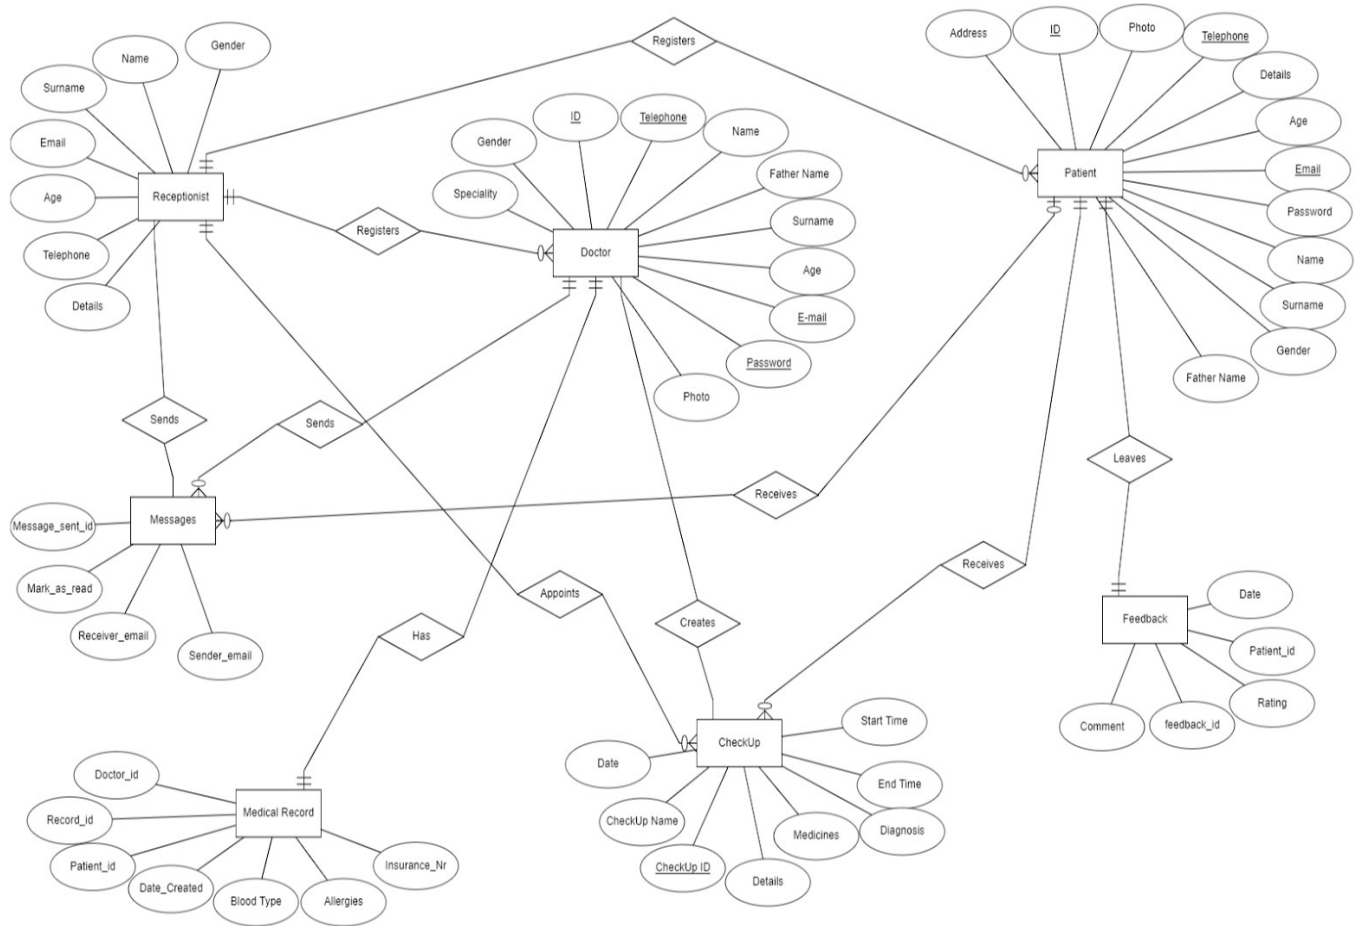 Address
ID
Photo
Telephone
Details
Age
Email
Password
Name
Surname
Gender
Father Name
Patient
Registers
Gender
Name
Surname
Email
Age
Telephone
Details
Receptionist
Registers
ID
Telephone
Name
Gender
Speciality
Father Name
Surname
Age
E-mail
Password
Photo
Doctor
Sends
Sends
Receives
Leaves
Messages
Message_sent_id
Mark_as_read
Receiver_email
Sender_email
Appoints
Has
Creates
Receives
Feedback
Date
Patient_id
Rating
feedback_id
Comment
CheckUp
Start Time
End Time
Diagnosis
Medicines
Details
CheckUp ID
CheckUp Name
Date
Medical Record
Doctor_id
Record_id
Patient_id
Date_Created
Blood Type
Allergies
Insurance_Nr